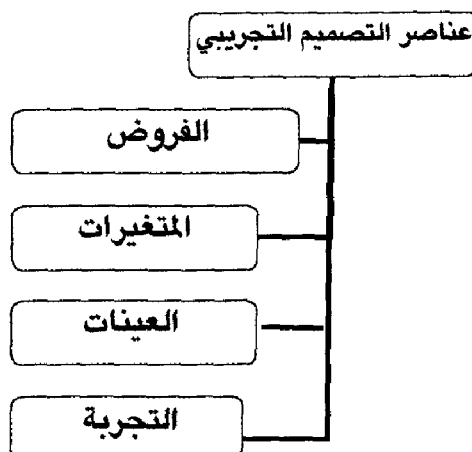 عناصر التصميم التجريبي
الفروض
المتغيرات
العينات
التجربة